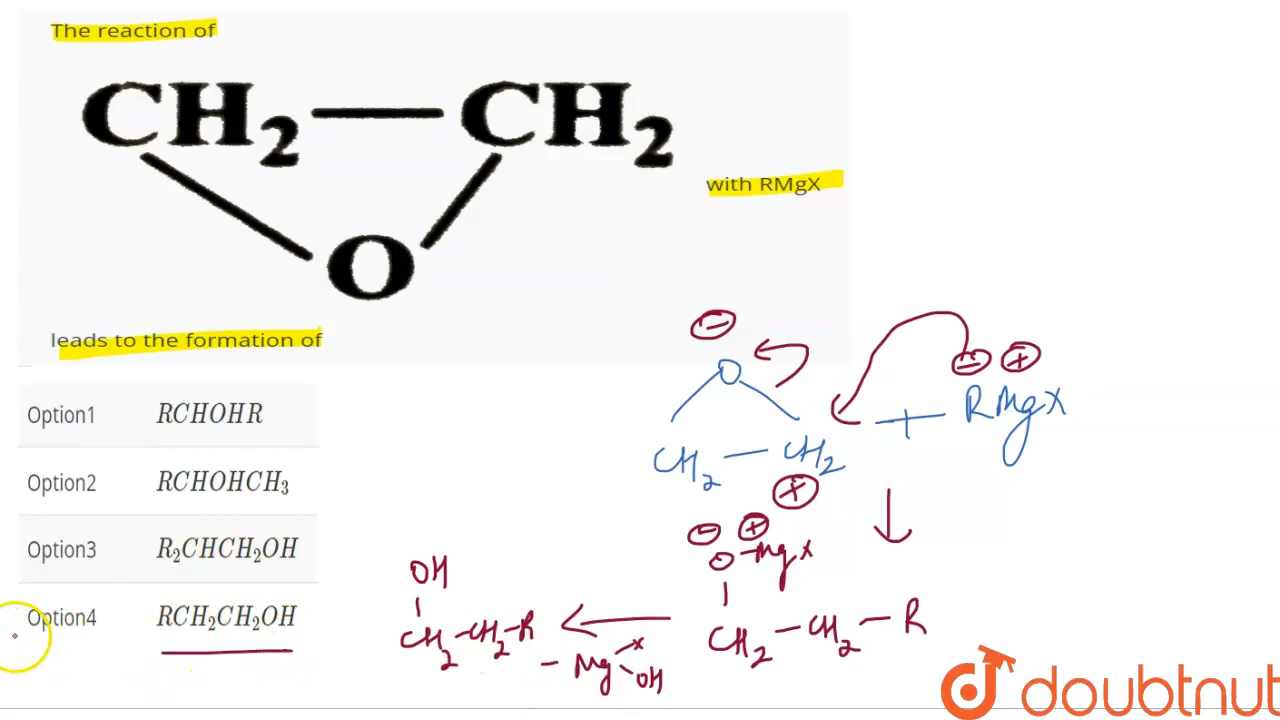 The reaction of
CH₂ — CH₂
O
with RMgX
leads to the formation of
Option1 RCHOHR
Option2 RCHOHCH₃
Option3 R₂CHCH₂OH
Option4 RCH₂CH₂OH
⊖
O
⊖ ⊕
CH₂ — CH₂ + RMgX
⊕
⊖ ⊕
O—Mgx
CH₂ — CH₂ — R
OH
CH₂—CH₂—R
— Mg x OH
doubtnut